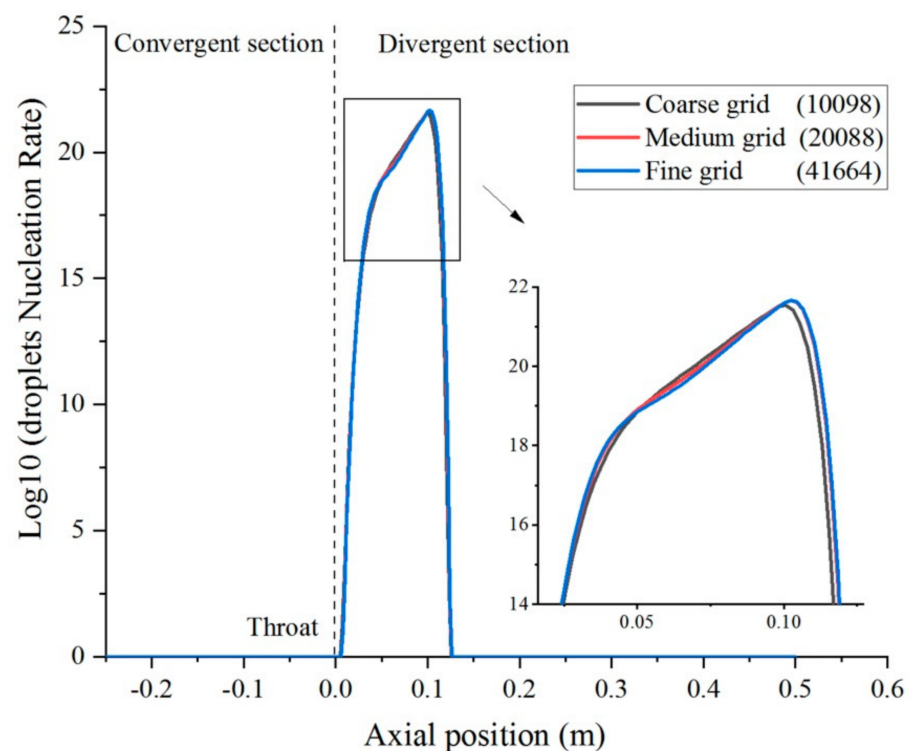 Log10 (droplets Nucleation Rate)
25
20
15
10
5
0
Convergent section
Divergent section
Coarse grid (10098)
Medium grid (20088)
Fine grid (41664)
22
20
18
16
14
0.05
0.10
Throat
-0.2
-0.1
0.0
0.1
0.2
0.3
0.4
0.5
0.6
Axial position (m)